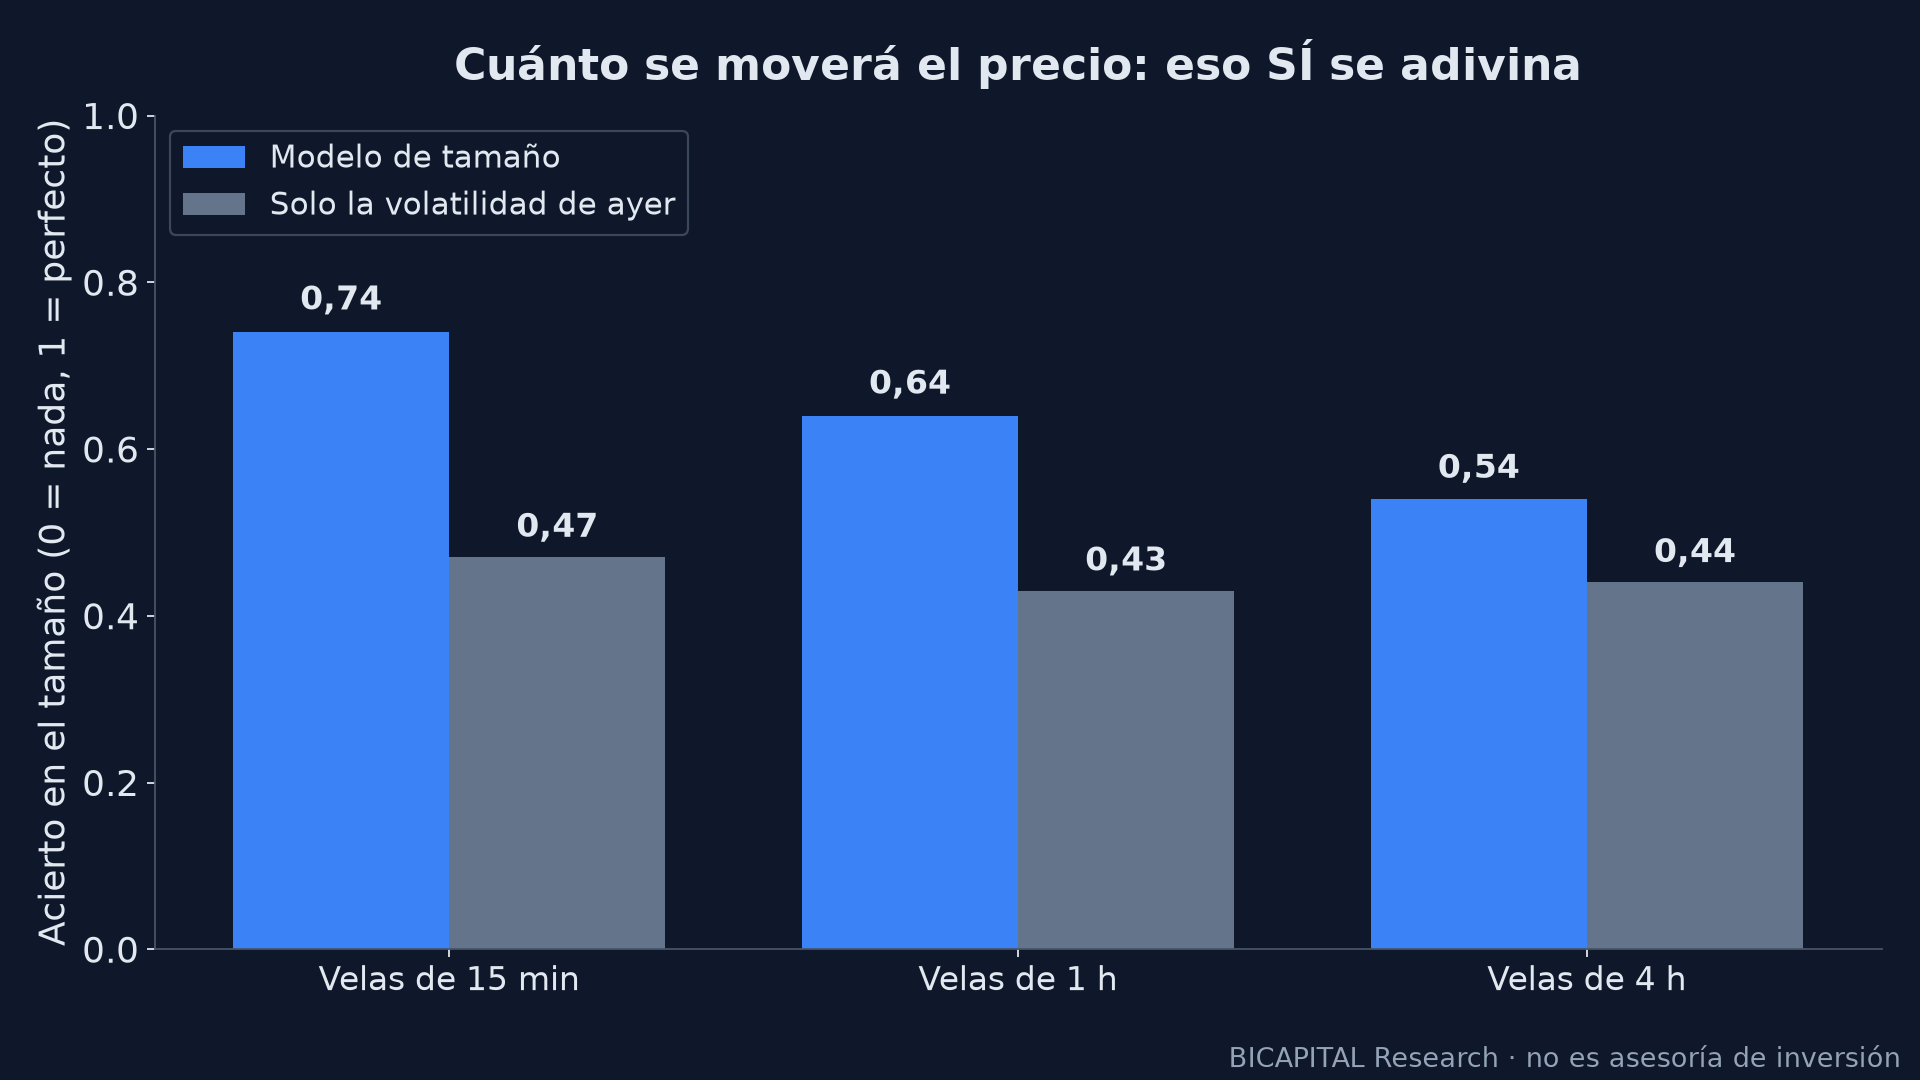 Cuánto se moverá el precio: eso SÍ se adivina
Acierto en el tamaño (0 = nada, 1 = perfecto)
1.0
0.8
0.6
0.4
0.2
0.0
Modelo de tamaño
Solo la volatilidad de ayer
0,74
0,47
0,64
0,43
0,54
0,44
Velas de 15 min
Velas de 1 h
Velas de 4 h
BICAPITAL Research · no es asesoría de inversión